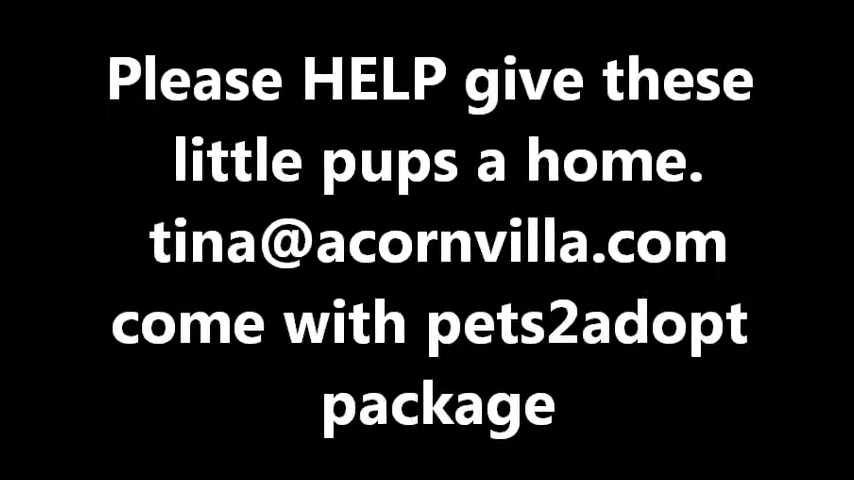 Please HELP give these
little pups a home.
tina@acornvilla.com
come with pets2adopt
package